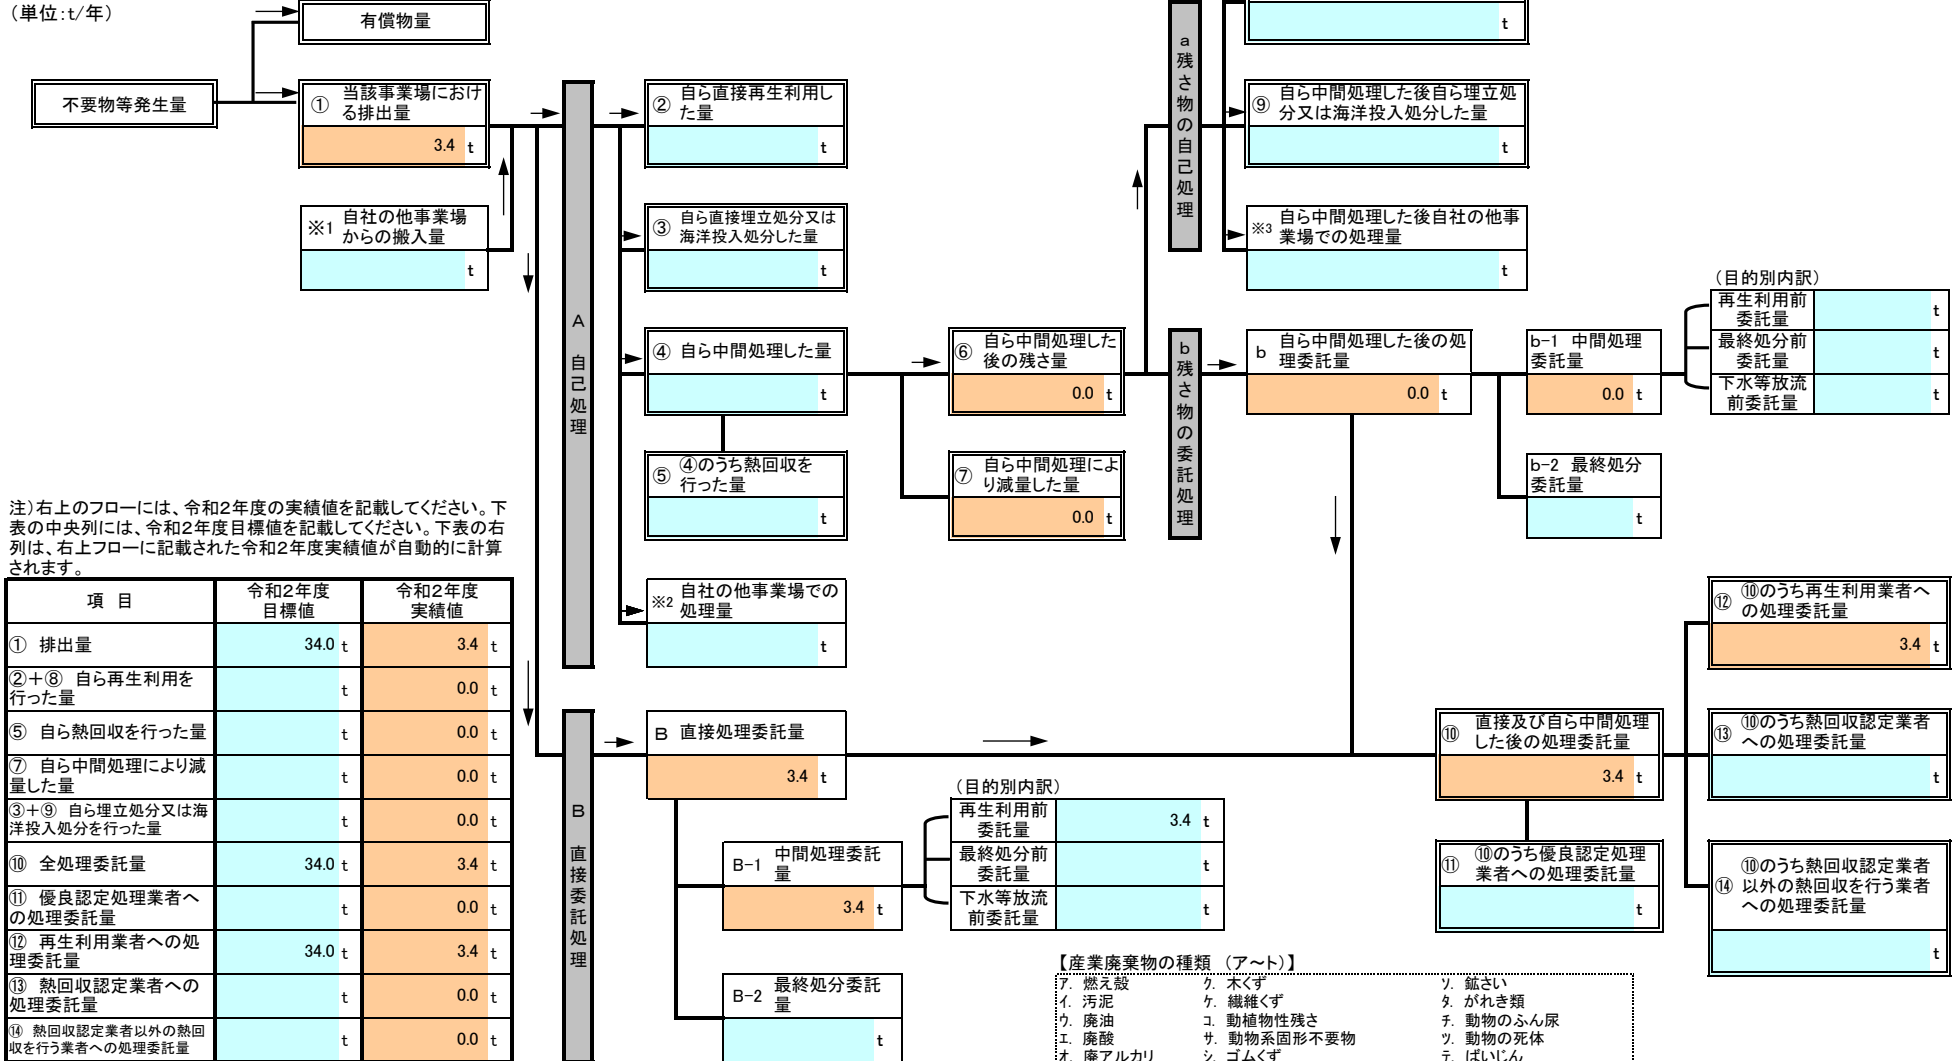 （単位：t/年）
有償物量
不要物等発生量
① 当該事業場におけ
る排出量
3.4 t
※1 自社の他事業場
からの搬入量
t
A 自己処理
② 自ら直接再生利用し
た量
t
③ 自ら直接埋立処分又は
海洋投入処分した量
t
④ 自ら中間処理した量
t
⑤ ④のうち熱回収を
行った量
t
※2 自社の他事業場での
処理量
t
⑥ 自ら中間処理した
後の残さ量
0.0 t
⑦ 自ら中間処理によ
り減量した量
0.0 t
a 残さ物の自己処理
t
⑨ 自ら中間処理した後自ら埋立処
分又は海洋投入処分した量
t
※3 自ら中間処理した後自社の他事
業場での処理量
t
b 残さ物の委託処理
b 自ら中間処理した後の処
理委託量
0.0 t
b-1 中間処理
委託量
0.0 t
b-2 最終処分
委託量
t
（目的別内訳）
再生利用前
委託量
t
最終処分前
委託量
t
下水等放流
前委託量
t
注）右上のフローには、令和２年度の実績値を記載してください。下
表の中央列には、令和２年度目標値を記載してください。下表の右
列は、右上フローに記載された令和２年度実績値が自動的に計算
されます。
項 目
令和２年度
目標値
令和２年度
実績値
① 排出量 34.0 t 3.4 t
②＋⑧ 自ら再生利用を
行った量 t 0.0 t
⑤ 自ら熱回収を行った量 t 0.0 t
⑦ 自ら中間処理により減
量した量 t 0.0 t
③＋⑨ 自ら埋立処分又は海
洋投入処分を行った量 t 0.0 t
⑩ 全処理委託量 34.0 t 3.4 t
⑪ 優良認定処理業者へ
の処理委託量 t 0.0 t
⑫ 再生利用業者への処
理委託量 34.0 t 3.4 t
⑬ 熱回収認定業者への
処理委託量 t 0.0 t
⑭ 熱回収認定業者以外の熱回
収を行う業者への処理委託量 t 0.0 t
B 直接委託処理
B 直接処理委託量
3.4 t
B-1 中間処理委託
量
3.4 t
B-2 最終処分委託
量
t
（目的別内訳）
再生利用前
委託量
3.4 t
最終処分前
委託量
t
下水等放流
前委託量
t
⑩ 直接及び自ら中間処理
した後の処理委託量
3.4 t
⑪ ⑩のうち優良認定処理
業者への処理委託量
t
⑫ ⑩のうち再生利用業者へ
の処理委託量
3.4 t
⑬ ⑩のうち熱回収認定業者
への処理委託量
t
⑭ ⑩のうち熱回収認定業者
以外の熱回収を行う業者
への処理委託量
t
【産業廃棄物の種類 （ア～ト）】
ア. 燃え殻 ク. 木くず ソ. 鉱さい
イ. 汚泥 ケ. 繊維くず タ. がれき類
ウ. 廃油 コ. 動植物性残さ チ. 動物のふん尿
エ. 廃酸 サ. 動物系固形不要物 ツ. 動物の死体
オ. 廃アルカリ シ. ゴムくず テ. ばいじん